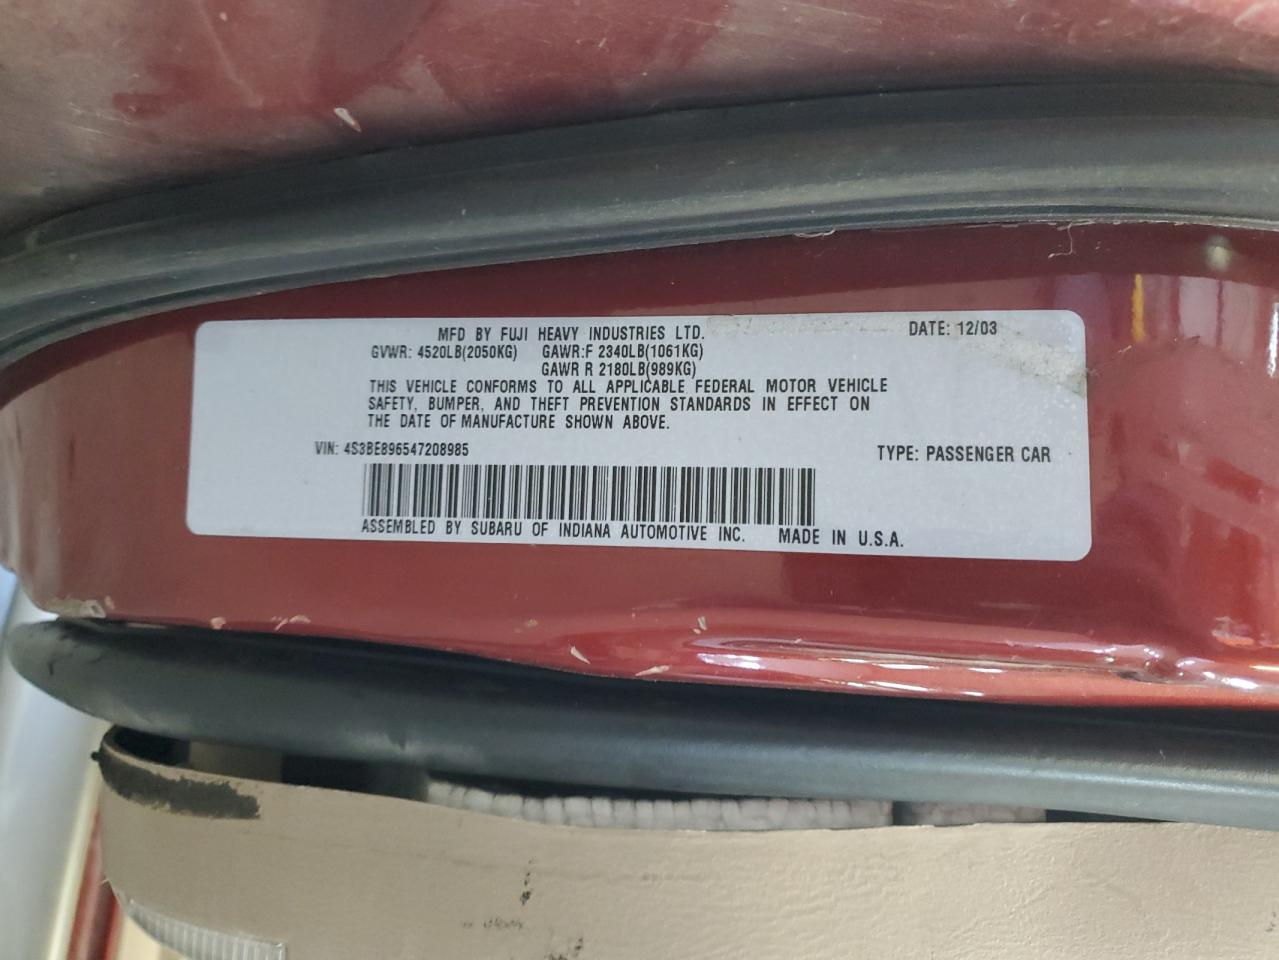 MFD BY FUJI HEAVY INDUSTRIES LTD. DATE: 12/03
GVWR: 4520LB(2050KG) GAWR:F 2340LB(1061KG)
GAWR R 2180LB(989KG)
THIS VEHICLE CONFORMS TO ALL APPLICABLE FEDERAL MOTOR VEHICLE
SAFETY, BUMPER, AND THEFT PREVENTION STANDARDS IN EFFECT ON
THE DATE OF MANUFACTURE SHOWN ABOVE.
VIN: 4S3BE896547208985 TYPE: PASSENGER CAR
ASSEMBLED BY SUBARU OF INDIANA AUTOMOTIVE INC. MADE IN U.S.A.